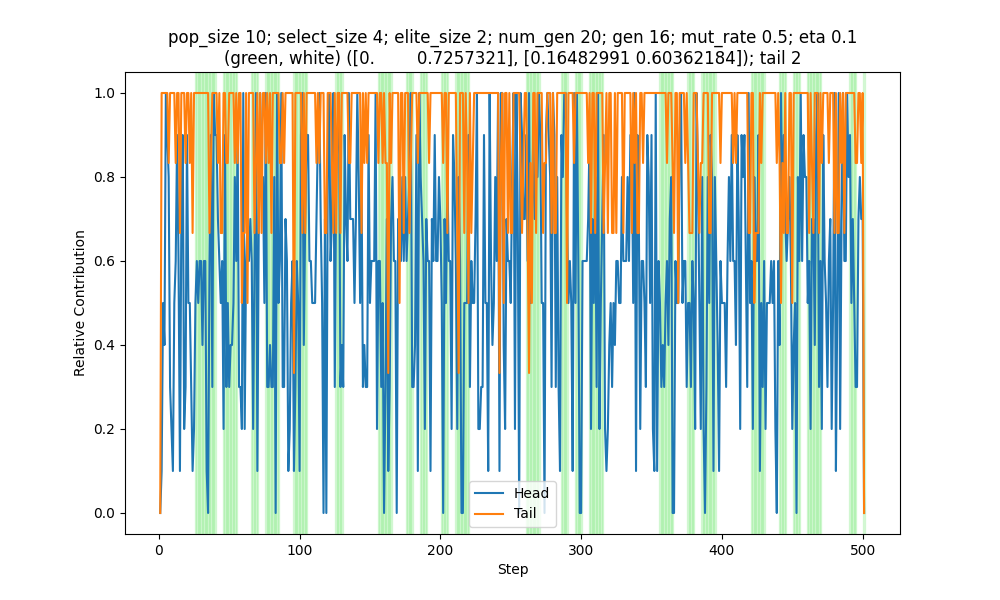 pop_size 10; select_size 4; elite_size 2; num_gen 20; gen 16; mut_rate 0.5; eta 0.1
(green, white) ([0.        0.7257321], [0.16482991 0.60362184]); tail 2
1.0
0.8
0.6
0.4
0.2
0.0
Relative Contribution
Head
Tail
0 100 200 300 400 500
Step